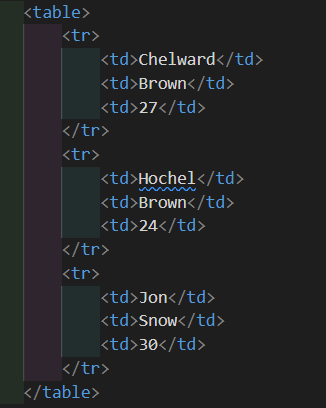 <table>
<tr>
<td>Chelward</td>
<td>Brown</td>
<td>27</td>
</tr>
<tr>
<td>Hochel</td>
<td>Brown</td>
<td>24</td>
</tr>
<tr>
<td>Jon</td>
<td>Snow</td>
<td>30</td>
</tr>
</table>